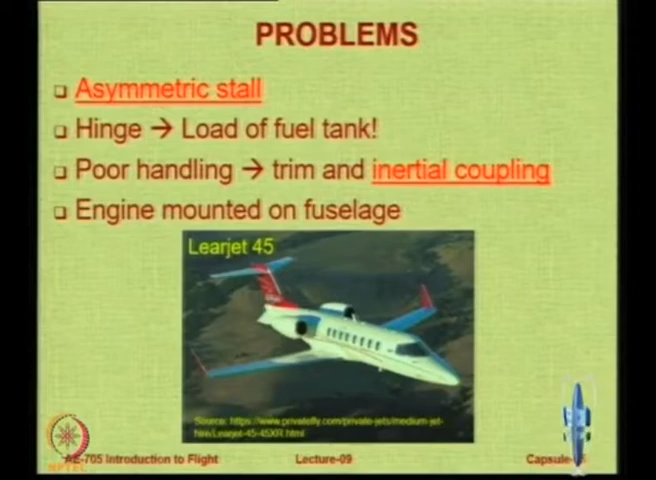 PROBLEMS
Asymmetric stall
Hinge → Load of fuel tank!
Poor handling → trim and inertial coupling
Engine mounted on fuselage
Learjet 45
Source: https://www.privatefly.com/private-jets/medium-jet-
hire/Learjet-45-45XR.html
NPTEL
AE-705 Introduction to Flight
Lecture-09
Capsule-